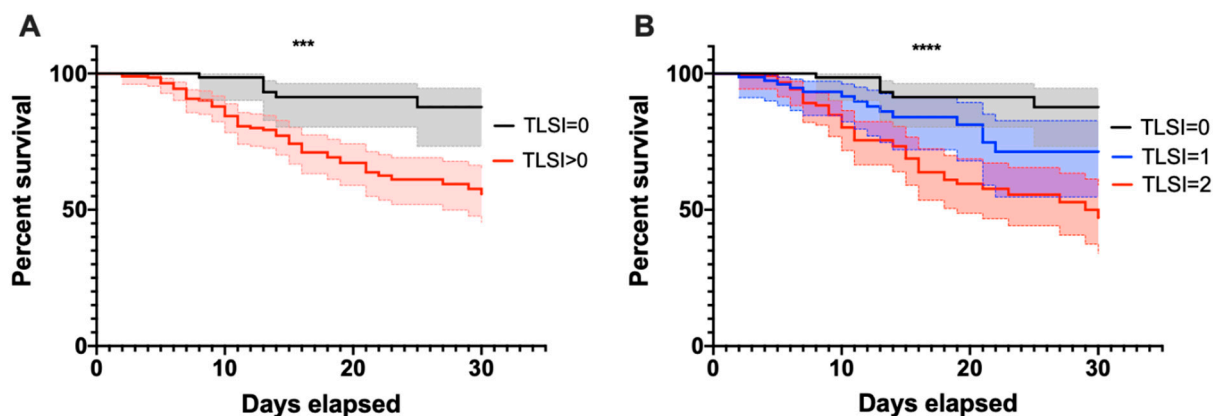 A
***
Percent survival
100
50
0
0
10
20
30
Days elapsed
TLSI=0
TLSI>0
B
****
Percent survival
100
50
0
0
10
20
30
Days elapsed
TLSI=0
TLSI=1
TLSI=2